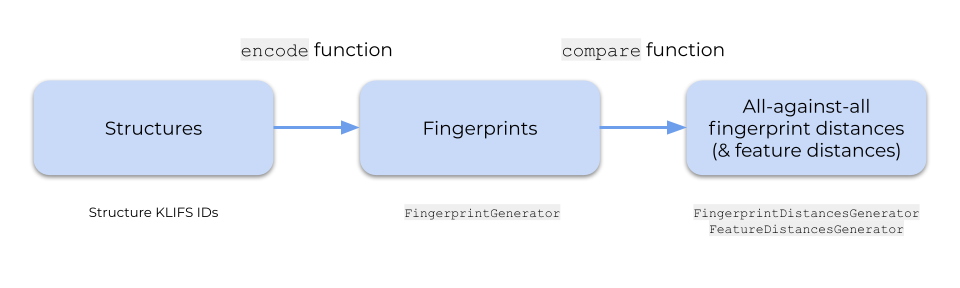 encode function
compare function
Structures
Fingerprints
All-against-all
fingerprint distances
(& feature distances)
Structure KLIFS IDs
FingerprintGenerator
FingerprintDistancesGenerator
FeatureDistancesGenerator